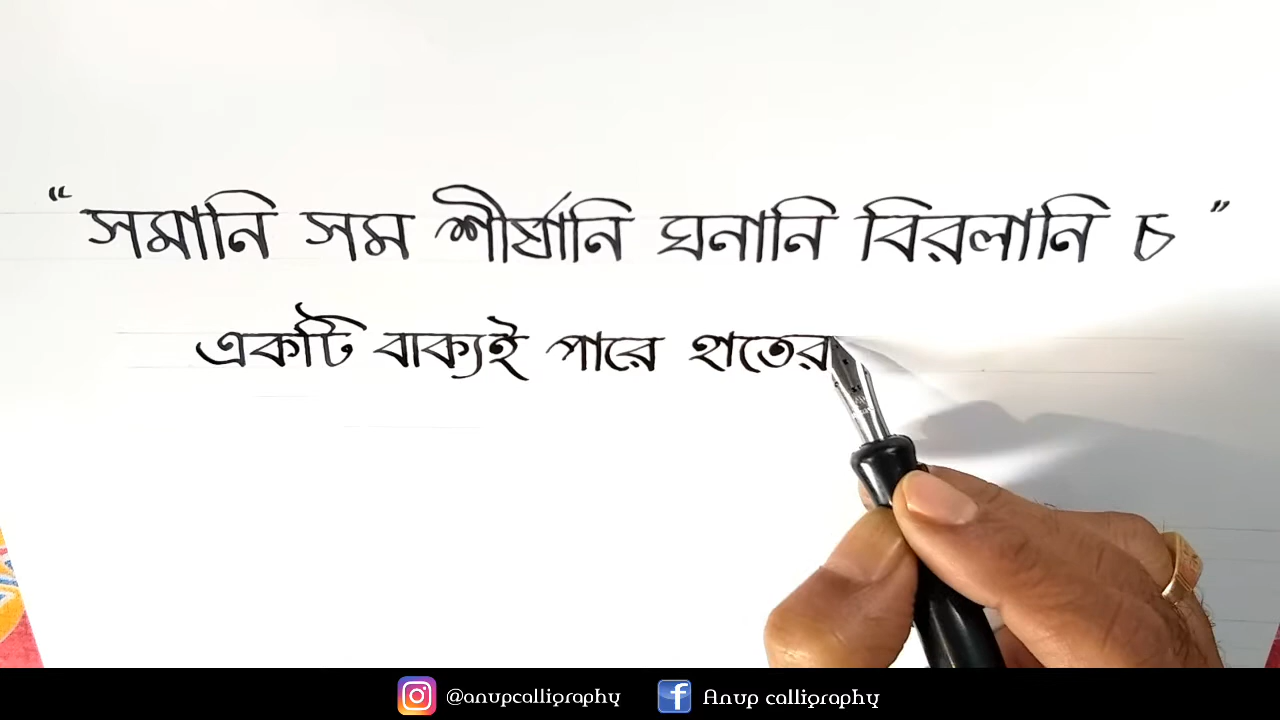 “সমানি সম শীর্ষানি ঘনানি বিরলানি চ”
একটি বাক্যই পারে হাতের
@anupcalligraphy
Anup calligraphy